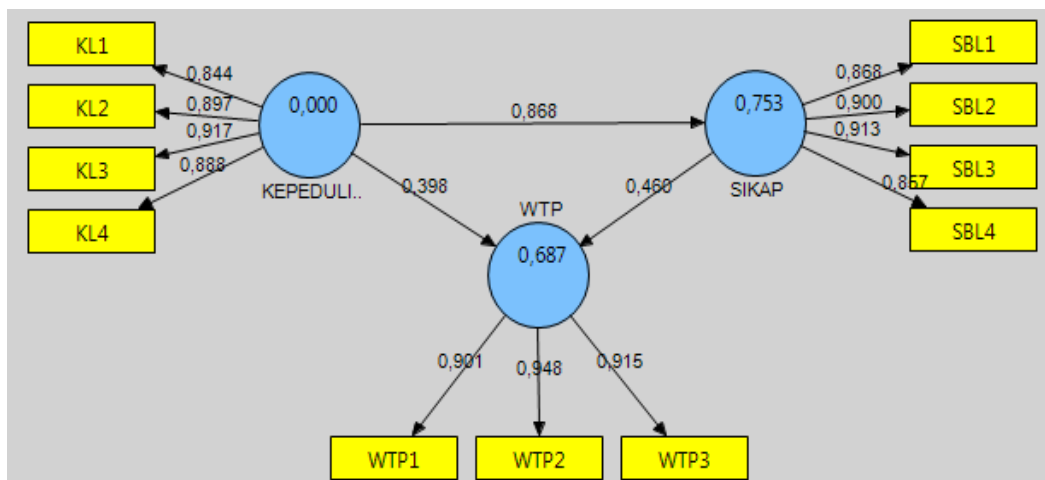 KL1
0,844
KL2
0,897
KL3
0,917
KL4
0,888
0,000
KEPEDULI..
0,868
0,398
0,753
SIKAP
0,460
SBL1
0,868
SBL2
0,900
SBL3
0,913
SBL4
0,857
WTP
0,687
0,901
0,948
0,915
WTP1
WTP2
WTP3